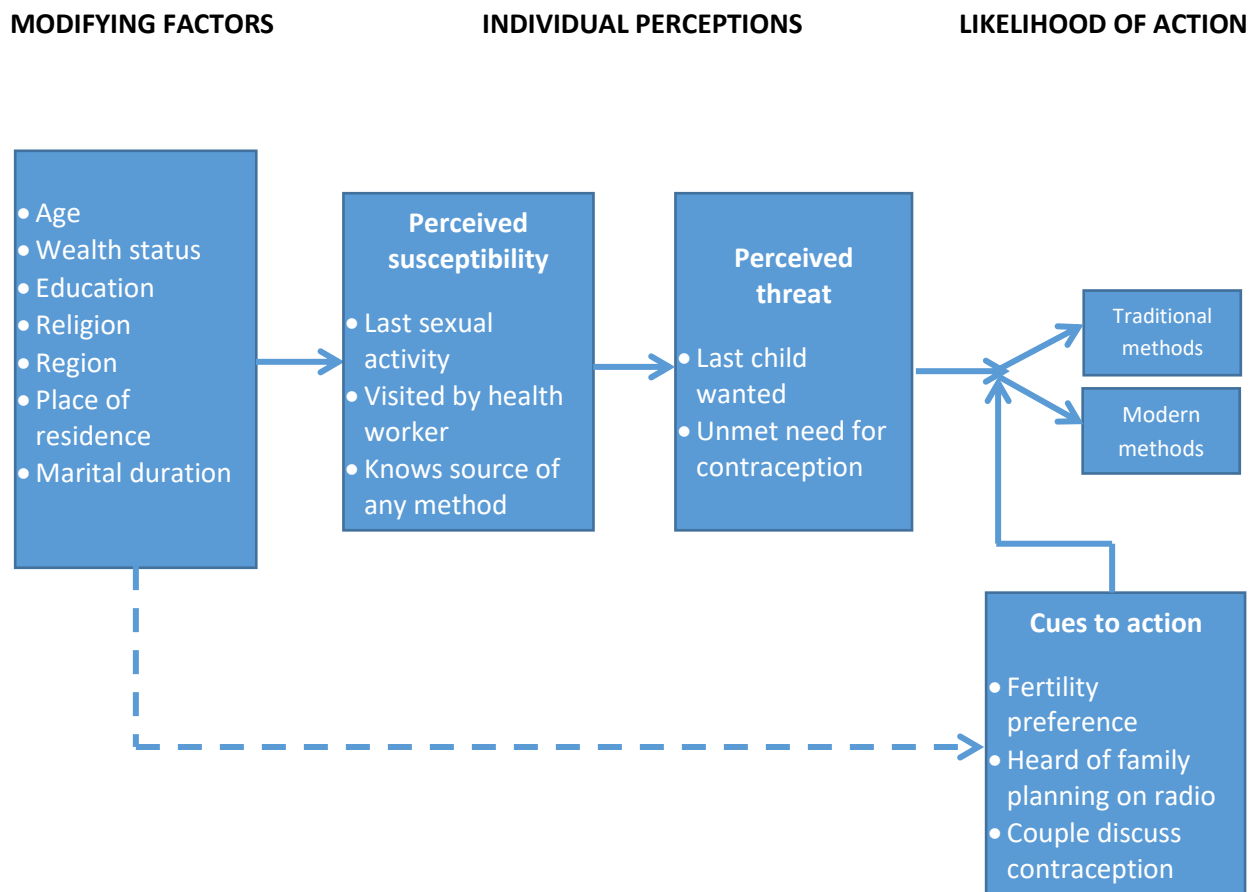 MODIFYING FACTORS
INDIVIDUAL PERCEPTIONS
LIKELIHOOD OF ACTION
• Age
• Wealth status
• Education
• Religion
• Region
• Place of
residence
• Marital duration
Perceived
susceptibility
• Last sexual
activity
• Visited by health
worker
• Knows source of
any method
Perceived
threat
• Last child
wanted
• Unmet need for
contraception
Traditional
methods
Modern
methods
Cues to action
• Fertility
preference
• Heard of family
planning on radio
• Couple discuss
contraception